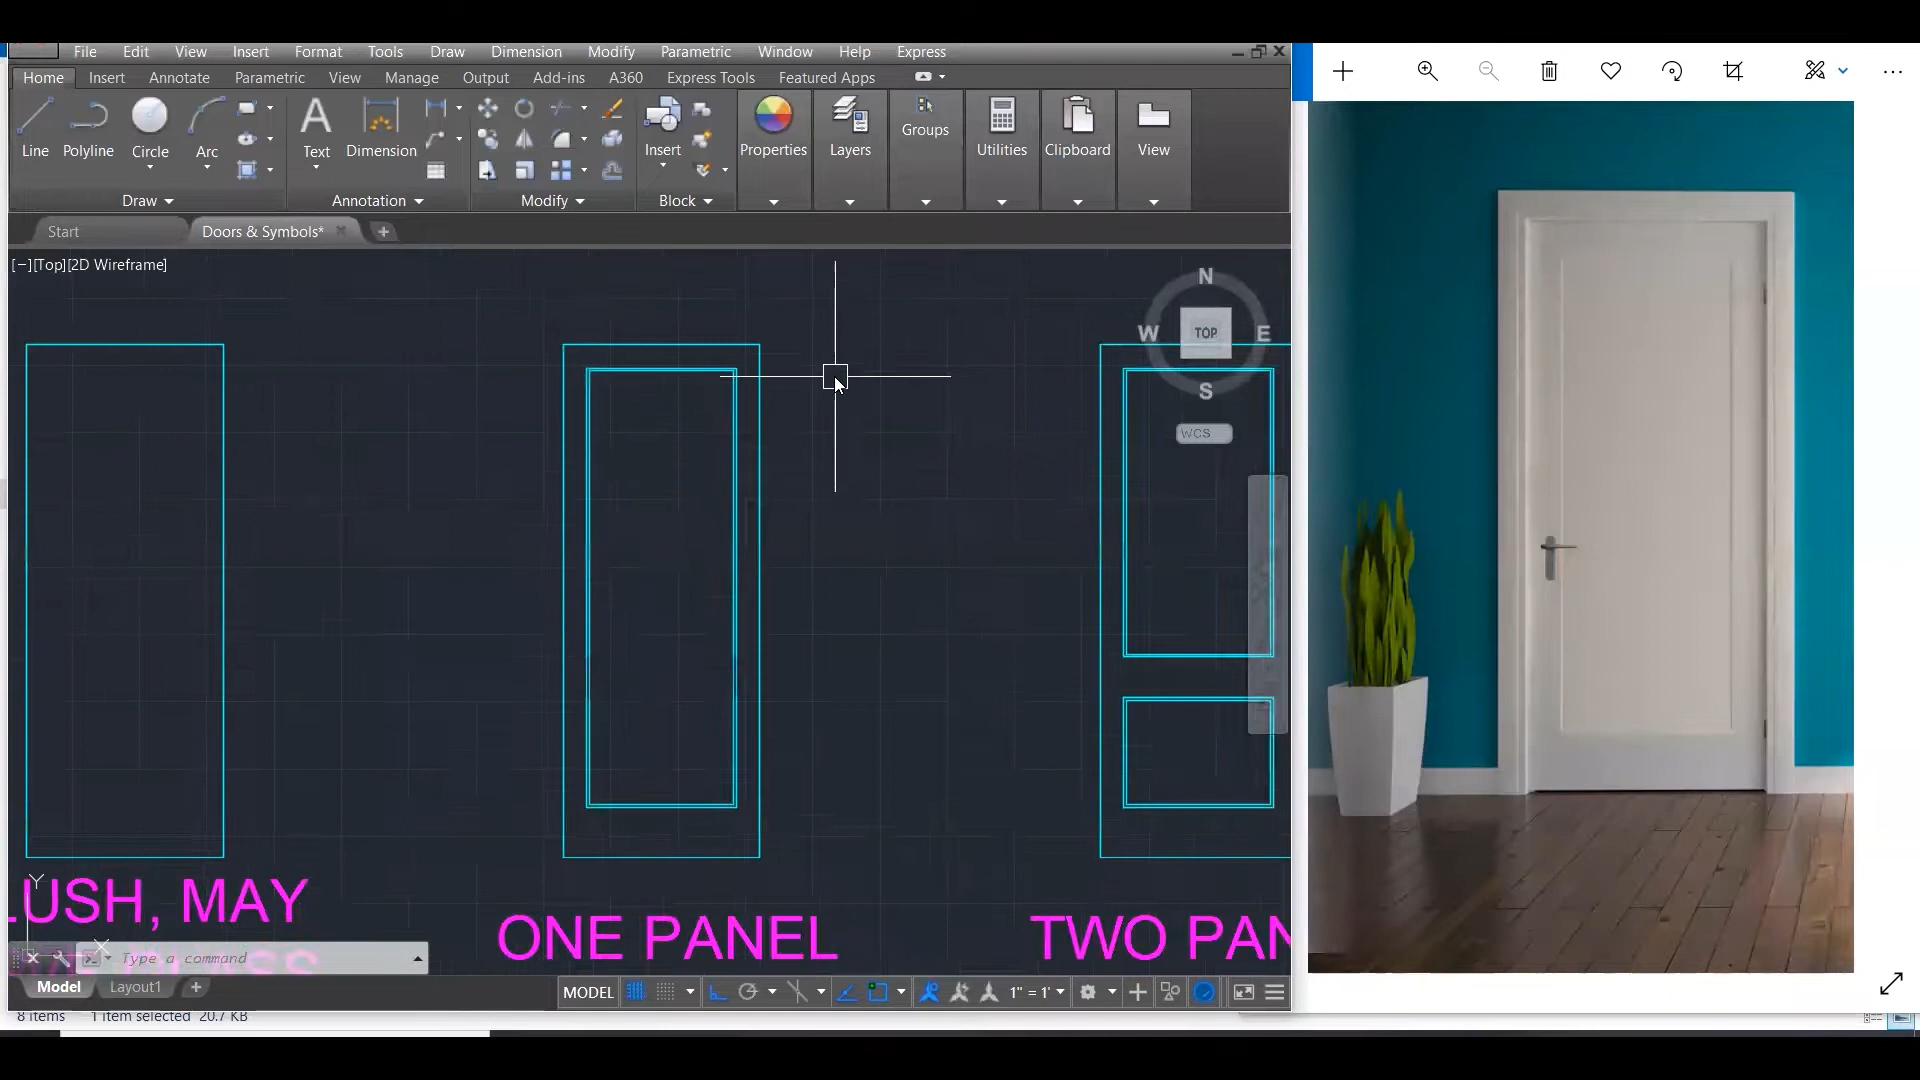 File Edit View Insert Format Tools Draw Dimension Modify Parametric Window Help Express
Home Insert Annotate Parametric View Manage Output Add-ins A360 Express Tools Featured Apps
Line Polyline Circle Arc Text Dimension Insert Properties Layers Groups Utilities Clipboard View
Draw Annotation Modify Block
Start Doors & Symbols*
[−][Top][2D Wireframe]
N
W TOP E
S
WCS
LUSH, MAY
ONE PANEL
TWO PAN
Y
X
Type a command
Model Layout1
MODEL 1" = 1'
8 items 1 item selected 20.7 KB